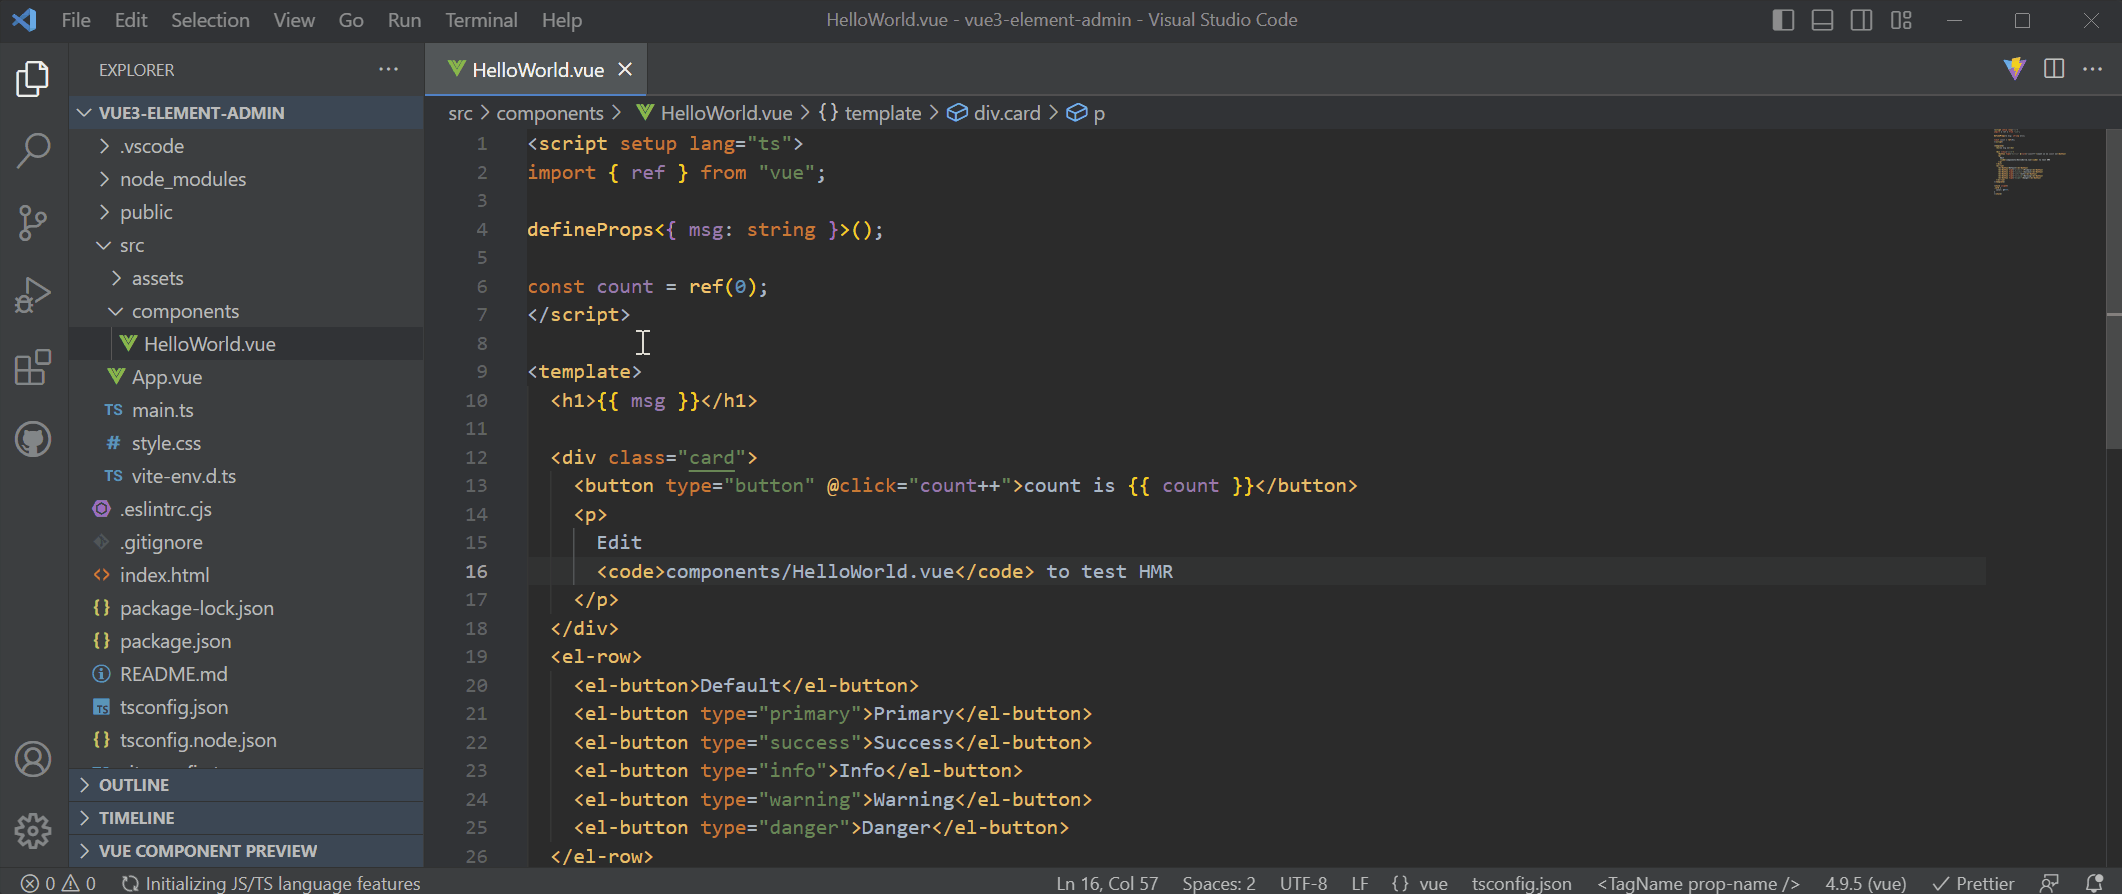 File Edit Selection View Go Run Terminal Help
HelloWorld.vue - vue3-element-admin - Visual Studio Code
EXPLORER
VUE3-ELEMENT-ADMIN
.vscode
node_modules
public
src
assets
components
HelloWorld.vue
App.vue
TS main.ts
# style.css
TS vite-env.d.ts
.eslintrc.cjs
.gitignore
<> index.html
{} package-lock.json
{} package.json
README.md
TS tsconfig.json
{} tsconfig.node.json
OUTLINE
TIMELINE
VUE COMPONENT PREVIEW
HelloWorld.vue
src > components > HelloWorld.vue > {} template > div.card > p
1 <script setup lang="ts">
2 import { ref } from "vue";
3
4 defineProps<{ msg: string }>();
5
6 const count = ref(0);
7 </script>
8
9 <template>
10 <h1>{{ msg }}</h1>
11
12 <div class="card">
13 <button type="button" @click="count++">count is {{ count }}</button>
14 <p>
15 Edit
16 <code>components/HelloWorld.vue</code> to test HMR
17 </p>
18 </div>
19 <el-row>
20 <el-button>Default</el-button>
21 <el-button type="primary">Primary</el-button>
22 <el-button type="success">Success</el-button>
23 <el-button type="info">Info</el-button>
24 <el-button type="warning">Warning</el-button>
25 <el-button type="danger">Danger</el-button>
26 </el-row>
0 0 Initializing JS/TS language features
Ln 16, Col 57 Spaces: 2 UTF-8 LF {} vue tsconfig.json <TagName prop-name /> 4.9.5 (vue) Prettier